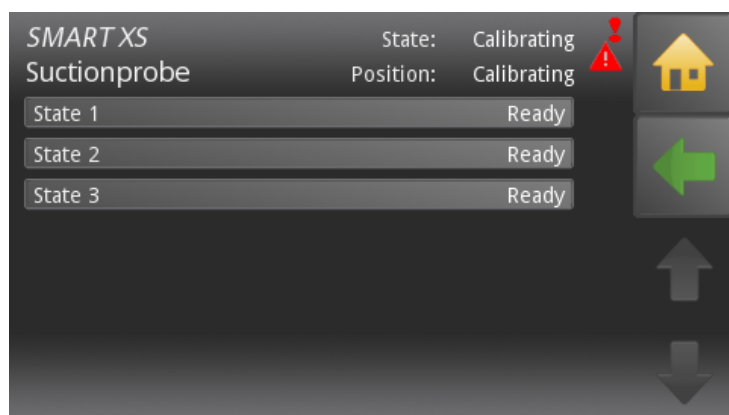 SMART XS State: Calibrating
Suctionprobe Position: Calibrating
State 1 Ready
State 2 Ready
State 3 Ready